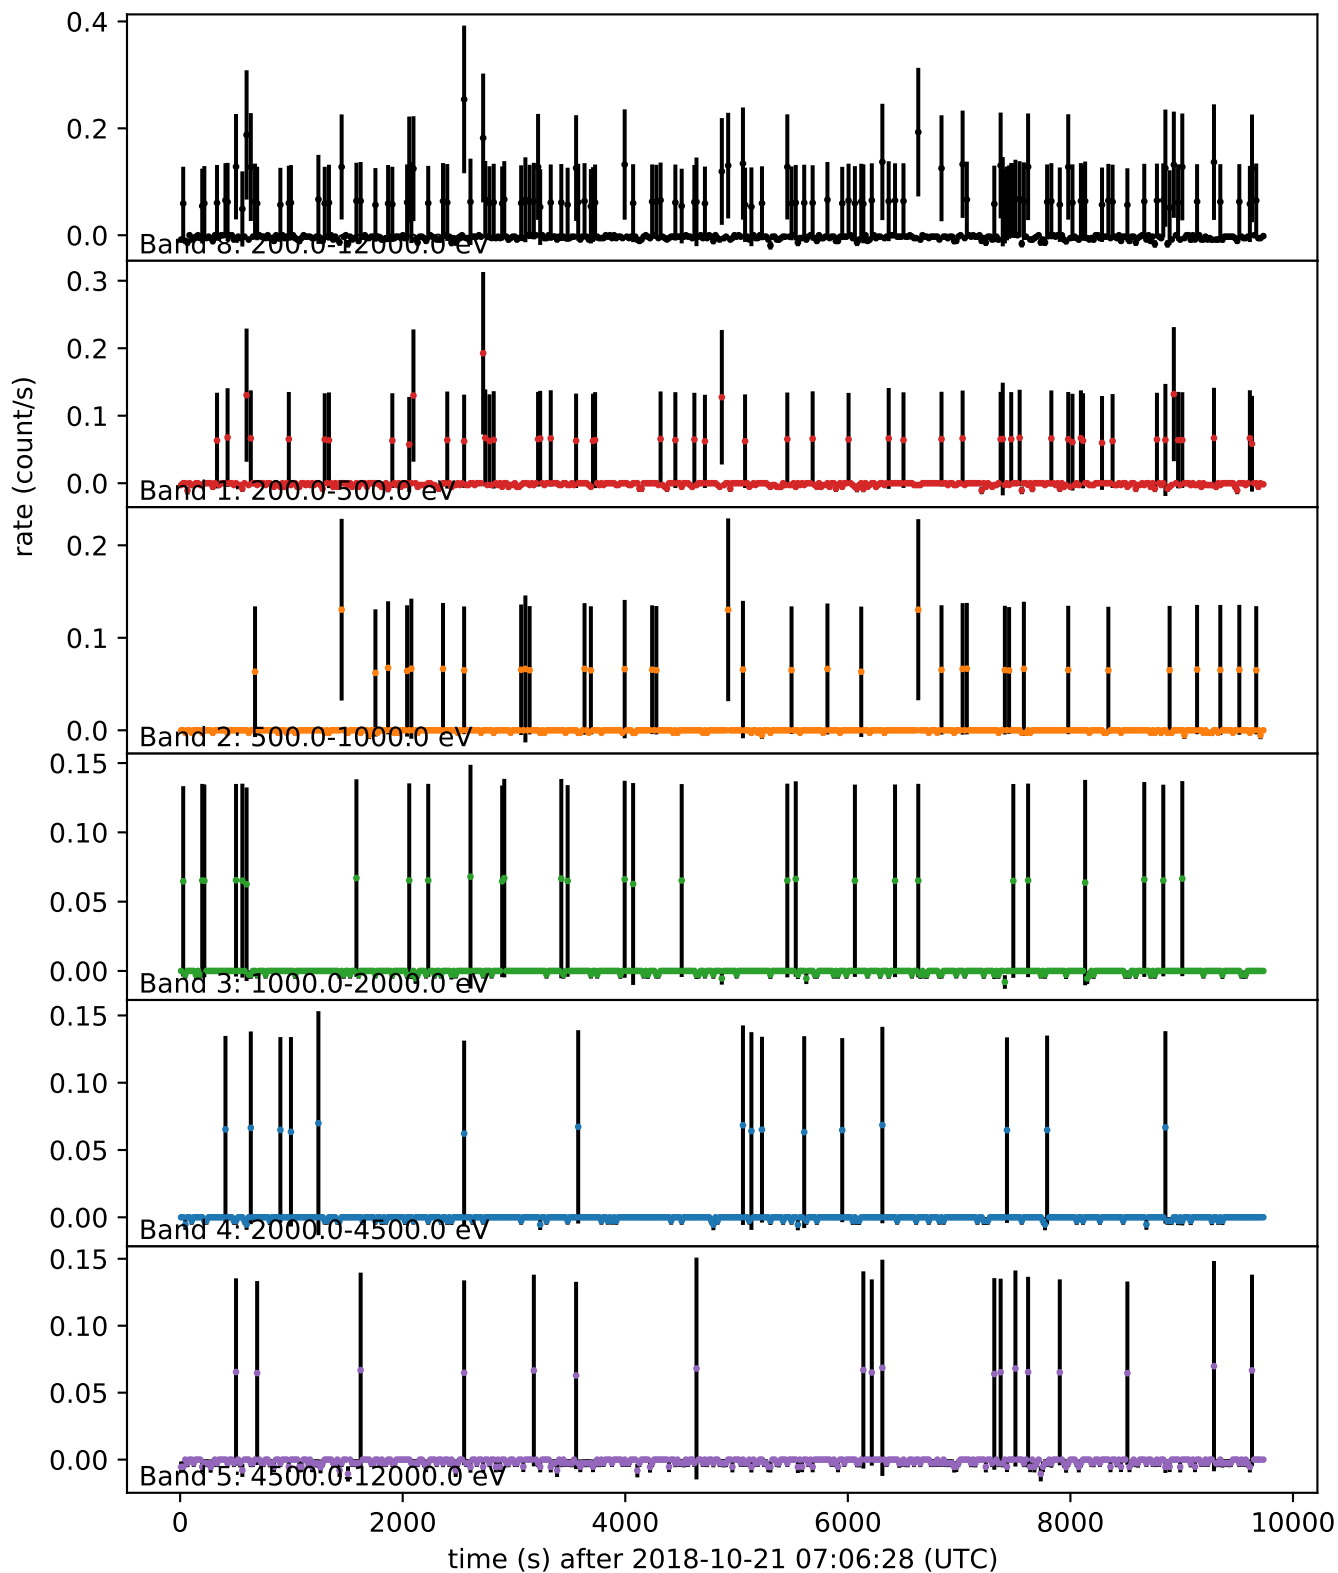 0.4
0.2
0.0
Band 8: 200.0-12000.0 eV
0.3
0.2
0.1
0.0
Band 1: 200.0-500.0 eV
rate (count/s)
0.2
0.1
0.0
Band 2: 500.0-1000.0 eV
0.15
0.10
0.05
0.00
Band 3: 1000.0-2000.0 eV
0.15
0.10
0.05
0.00
Band 4: 2000.0-4500.0 eV
0.15
0.10
0.05
0.00
Band 5: 4500.0-12000.0 eV
0 2000 4000 6000 8000 10000
time (s) after 2018-10-21 07:06:28 (UTC)